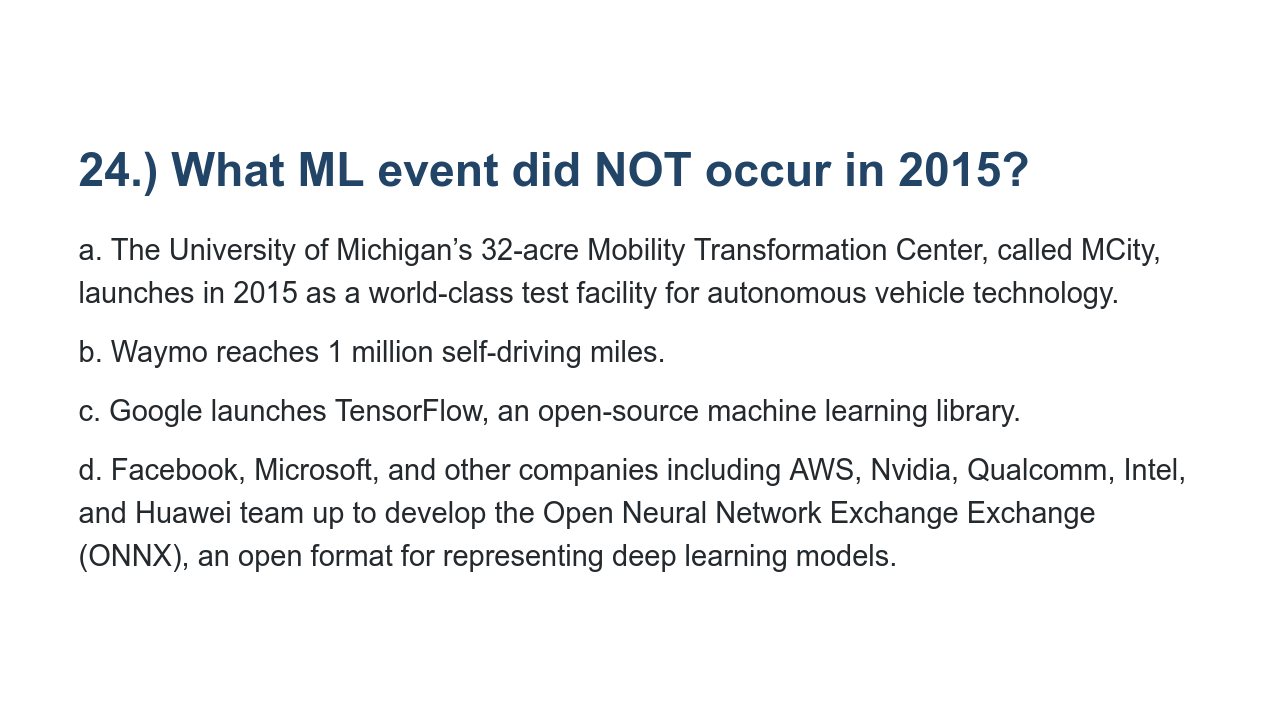 24.) What ML event did NOT occur in 2015?
a. The University of Michigan’s 32-acre Mobility Transformation Center, called MCity,
launches in 2015 as a world-class test facility for autonomous vehicle technology.
b. Waymo reaches 1 million self-driving miles.
c. Google launches TensorFlow, an open-source machine learning library.
d. Facebook, Microsoft, and other companies including AWS, Nvidia, Qualcomm, Intel,
and Huawei team up to develop the Open Neural Network Exchange Exchange
(ONNX), an open format for representing deep learning models.